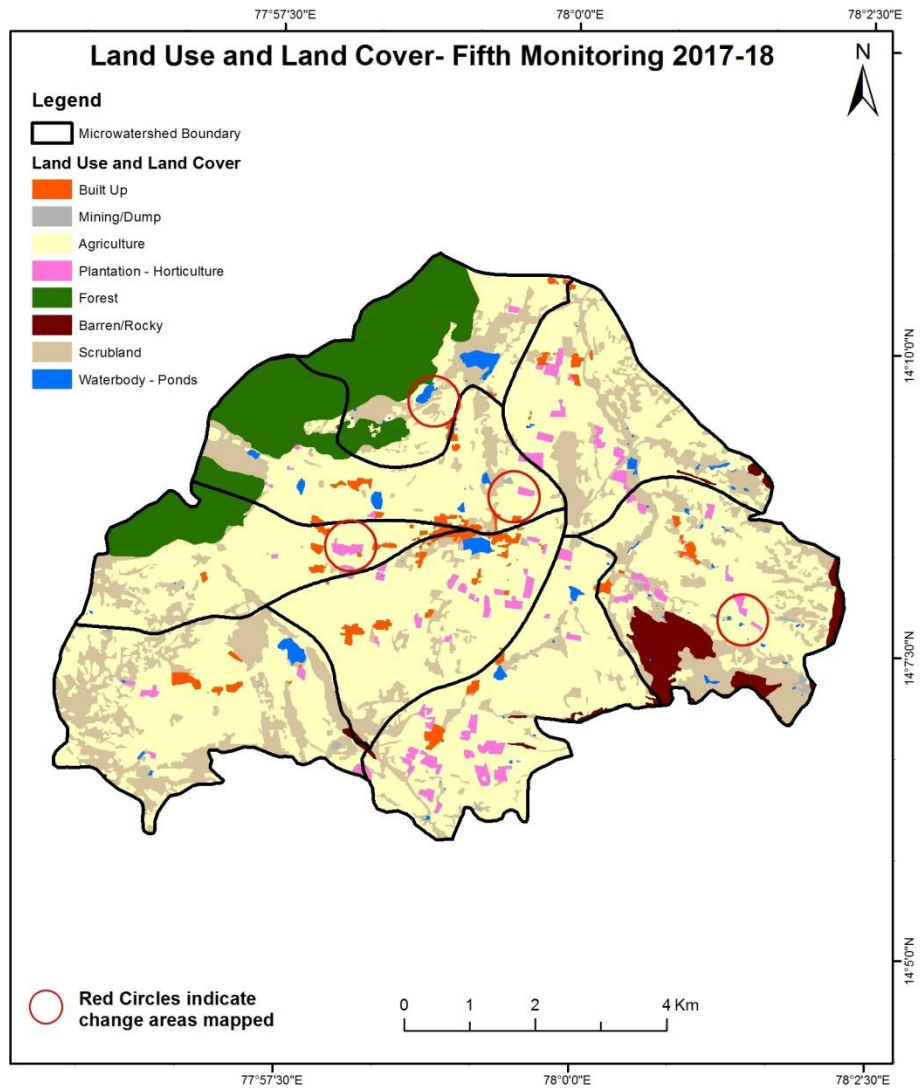 77°57'30"E 78°0'0"E 78°2'30"E
Land Use and Land Cover- Fifth Monitoring 2017-18
N
Legend
Microwatershed Boundary
Land Use and Land Cover
Built Up
Mining/Dump
Agriculture
Plantation - Horticulture
Forest
Barren/Rocky
Scrubland
Waterbody - Ponds
14°10'0"N
14°7'30"N
14°5'0"N
Red Circles indicate
change areas mapped
0 1 2 4 Km
77°57'30"E 78°0'0"E 78°2'30"E